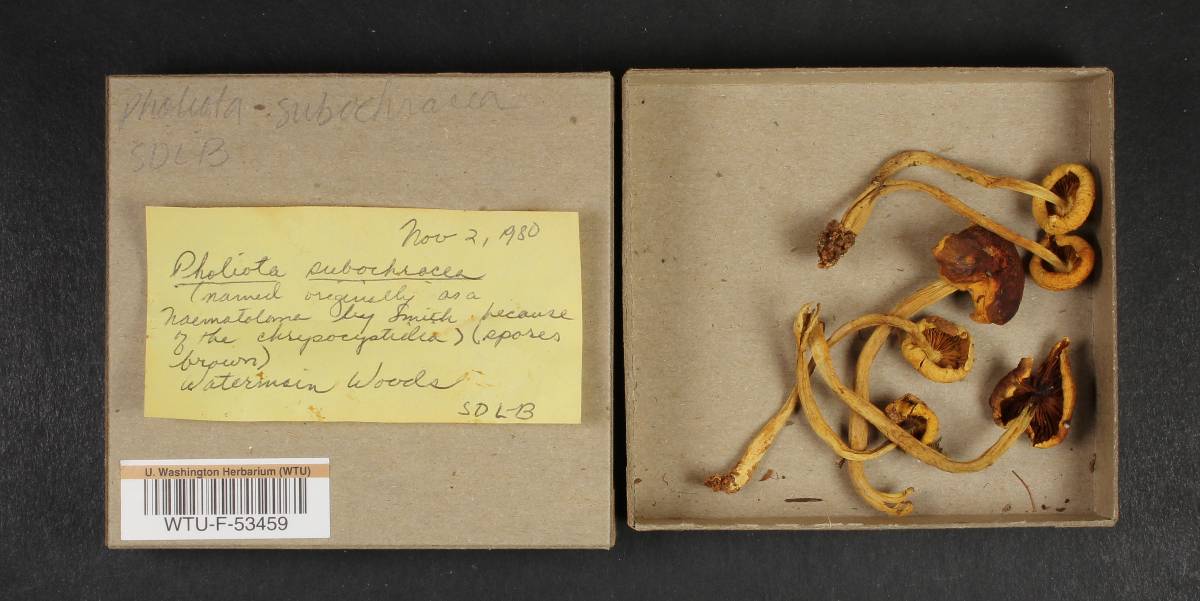 Pholiota subochracea
SDLB
Nov 2, 1980
Pholiota subochracea
(named originally as a
Naematoloma by Smith because
of the chrysocystidia) (spores
brown)
Watermain Woods
SDLB
U. Washington Herbarium (WTU)
WTU-F-53459